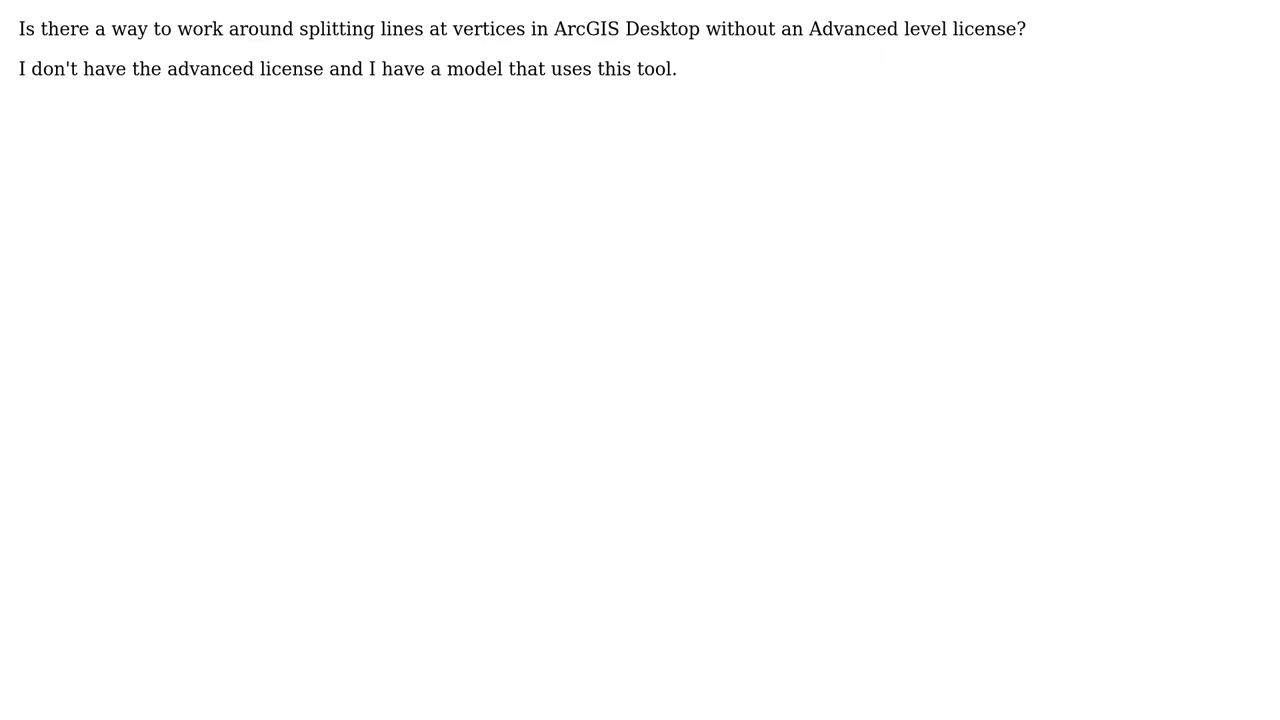 Is there a way to work around splitting lines at vertices in ArcGIS Desktop without an Advanced level license?
I don't have the advanced license and I have a model that uses this tool.